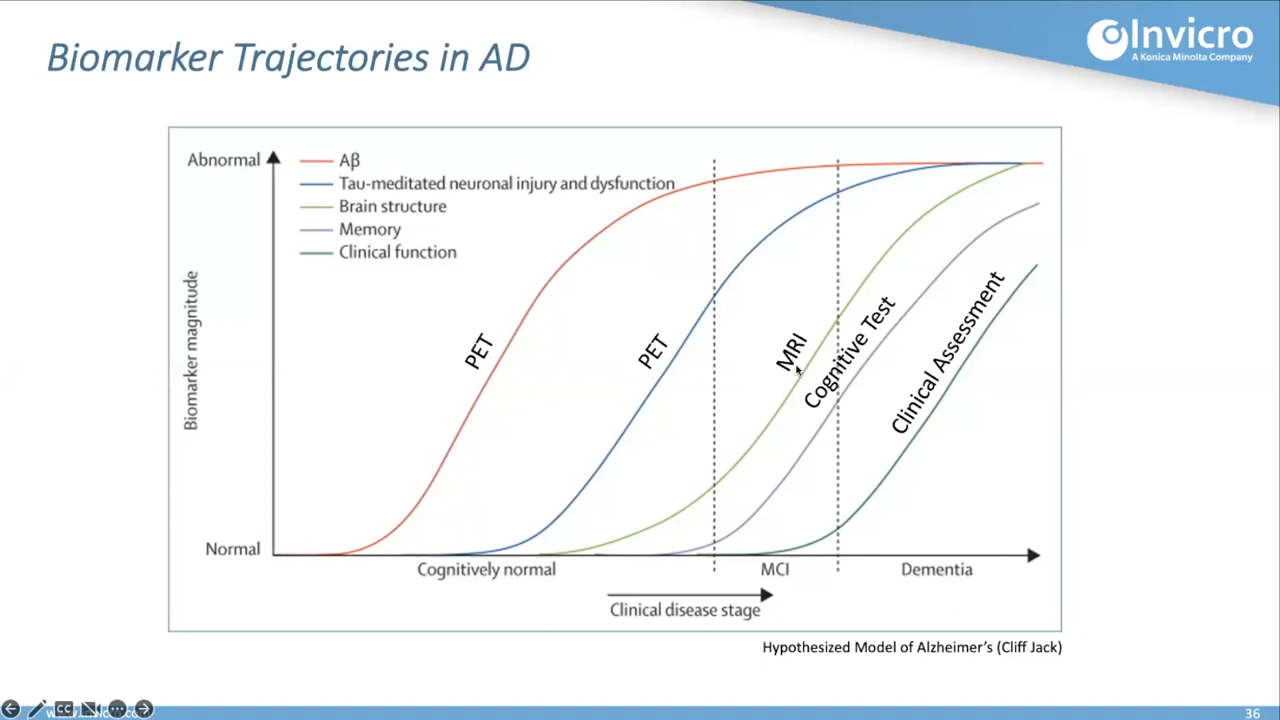 Biomarker Trajectories in AD
Invicro
A Konica Minolta Company
Abnormal
Aβ
Tau-meditated neuronal injury and dysfunction
Brain structure
Memory
Clinical function
Biomarker magnitude
PET
PET
MRI
Cognitive Test
Clinical Assessment
Normal
Cognitively normal
MCI
Dementia
Clinical disease stage
Hypothesized Model of Alzheimer's (Cliff Jack)
CC
36